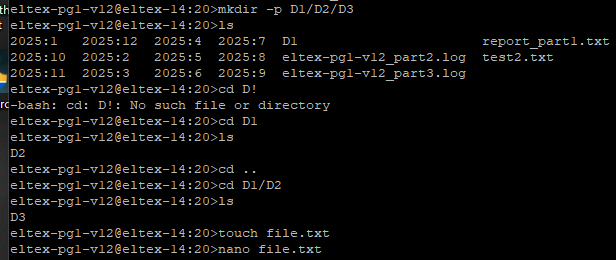 eltex-pg1-v12@eltex-14:20>mkdir -p D1/D2/D3
eltex-pg1-v12@eltex-14:20>ls
2025:1 2025:12 2025:4 2025:7 D1 report_part1.txt
2025:10 2025:2 2025:5 2025:8 eltex-pg1-v12_part2.log test2.txt
2025:11 2025:3 2025:6 2025:9 eltex-pg1-v12_part3.log
eltex-pg1-v12@eltex-14:20>cd D!
-bash: cd: D!: No such file or directory
eltex-pg1-v12@eltex-14:20>cd D1
eltex-pg1-v12@eltex-14:20>ls
D2
eltex-pg1-v12@eltex-14:20>cd ..
eltex-pg1-v12@eltex-14:20>cd D1/D2
eltex-pg1-v12@eltex-14:20>ls
D3
eltex-pg1-v12@eltex-14:20>touch file.txt
eltex-pg1-v12@eltex-14:20>nano file.txt